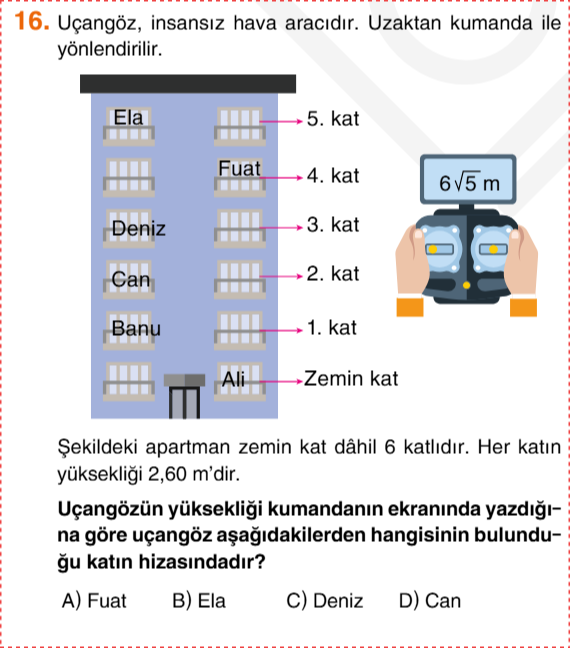 16. Uçangöz, insansız hava aracıdır. Uzaktan kumanda ile
yönlendirilir.
Ela
5. kat
Fuat
4. kat
6√5 m
Deniz
3. kat
Can
2. kat
Banu
1. kat
Ali
Zemin kat
Şekildeki apartman zemin kat dâhil 6 katlıdır. Her katın
yüksekliği 2,60 m’dir.
Uçangözün yüksekliği kumandanın ekranında yazdığı-
na göre uçangöz aşağıdakilerden hangisinin bulundu-
ğu katın hizasındadır?
A) Fuat B) Ela C) Deniz D) Can